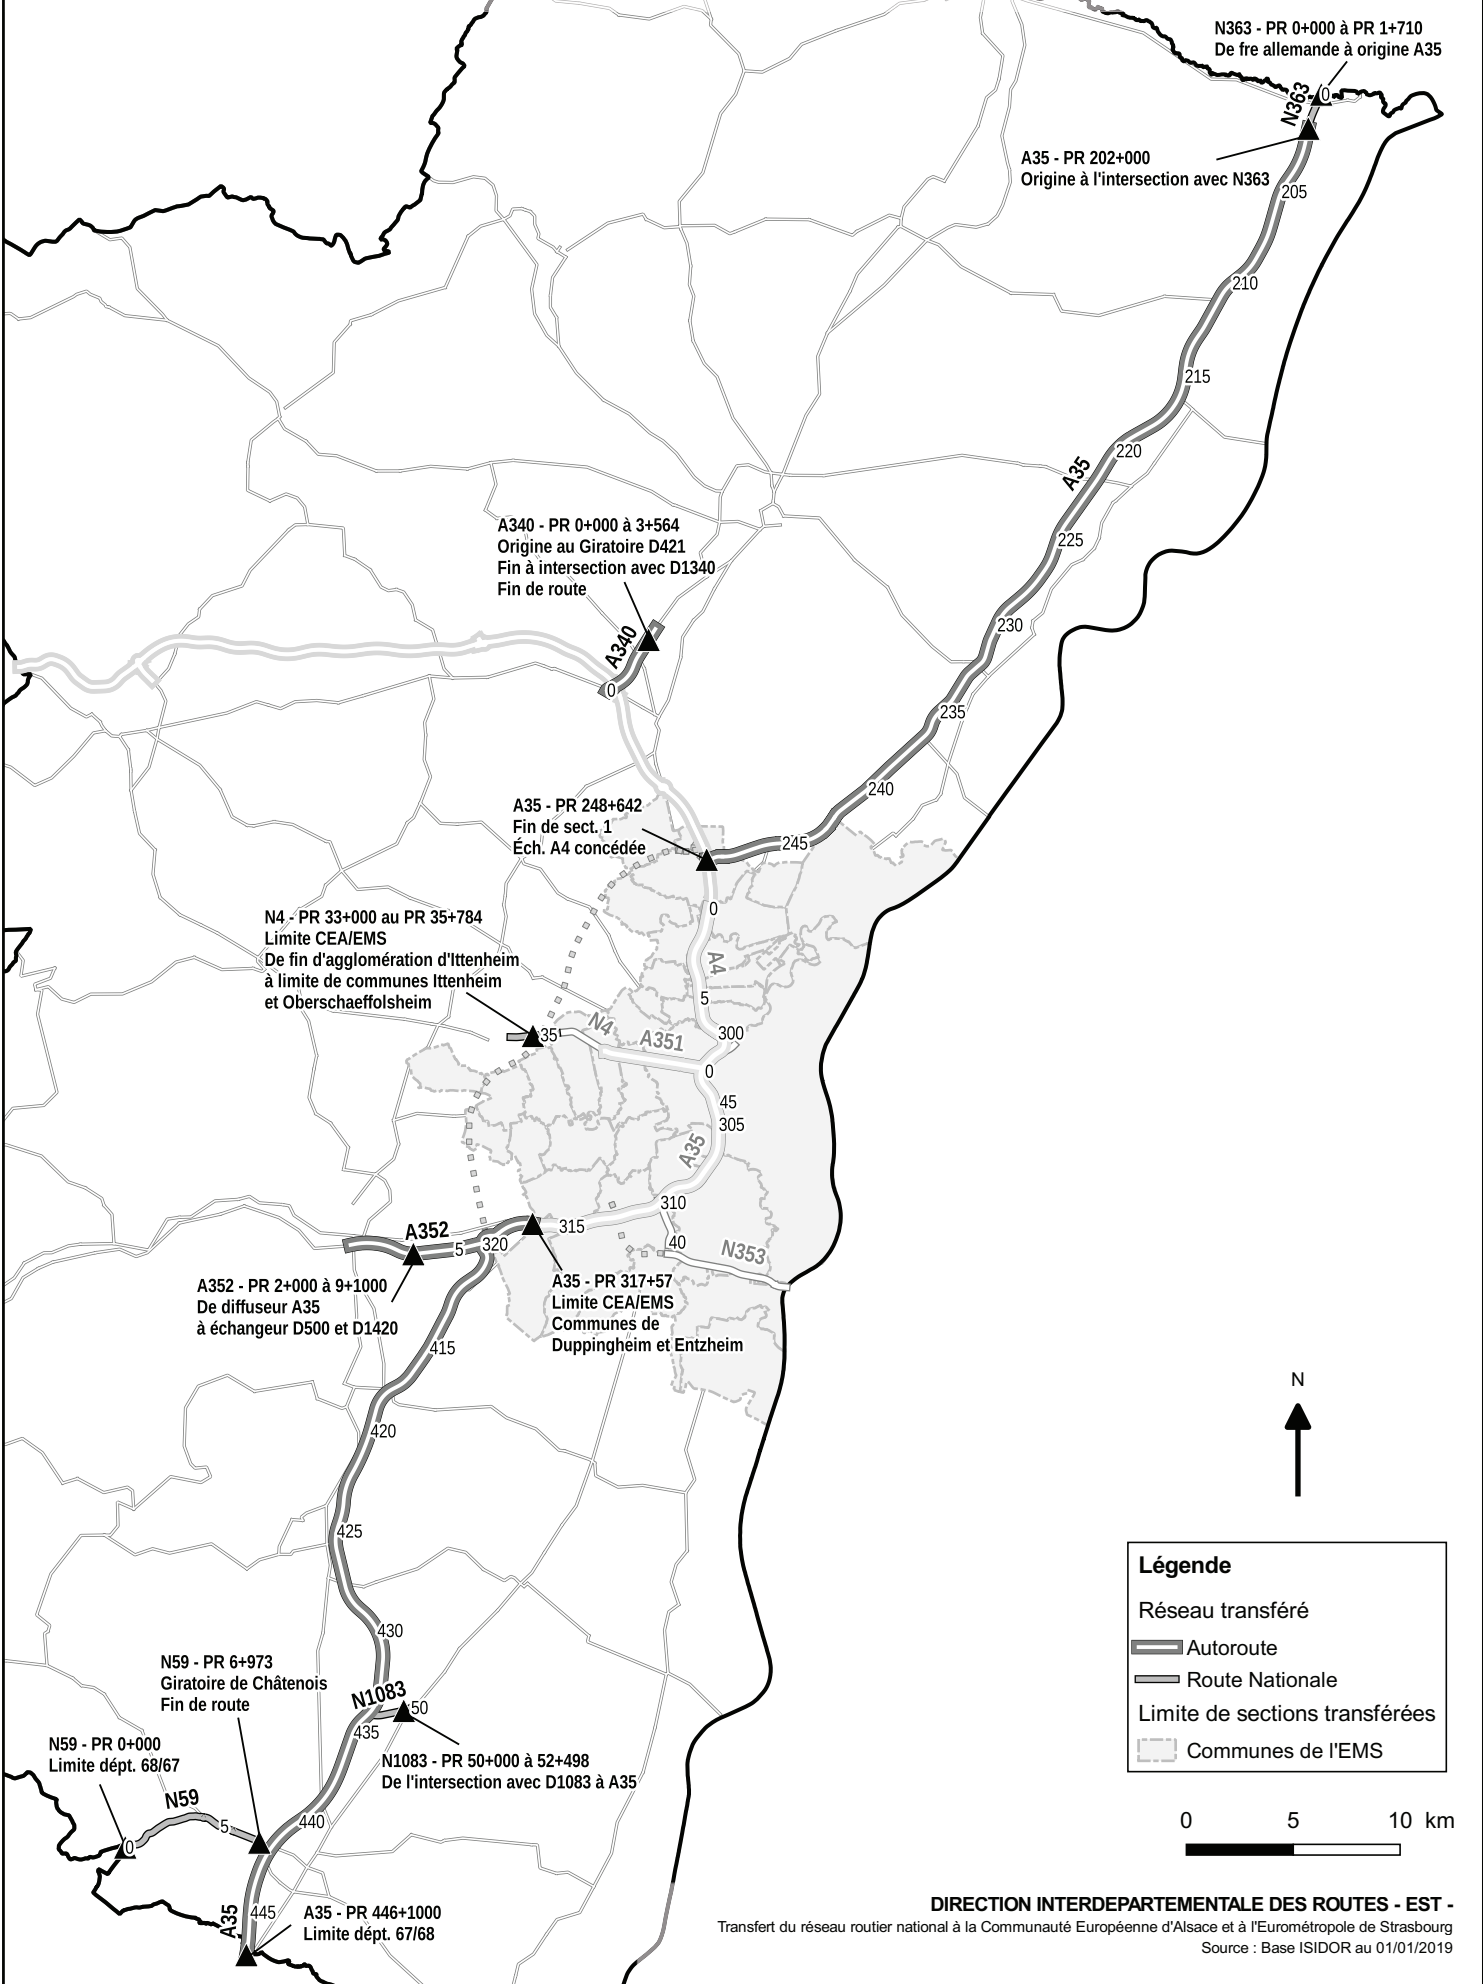 N363 - PR 0+000 à PR 1+710
De fre allemande à origine A35
0
N363
A35 - PR 202+000
Origine à l'intersection avec N363
205
210
215
220
A35
225
A340 - PR 0+000 à 3+564
Origine au Giratoire D421
Fin à intersection avec D1340
Fin de route
230
A340
0
235
240
A35 - PR 248+642
Fin de sect. 1
Éch. A4 concédée
245
0
N4 - PR 33+000 au PR 35+784
Limite CEA/EMS
De fin d'agglomération d'Ittenheim
à limite de communes Ittenheim
et Oberschaeffolsheim
A4
5
35
N4
A351
300
0
45
305
A35
310
315
A352
5
320
40
N353
A352 - PR 2+000 à 9+1000
De diffuseur A35
à échangeur D500 et D1420
A35 - PR 317+57
Limite CEA/EMS
Communes de
Duppingheim et Entzheim
415
N
420
425
430
Légende
Réseau transféré
Autoroute
Route Nationale
Limite de sections transférées
Communes de l'EMS
N59 - PR 6+973
Giratoire de Châtenois
Fin de route
N1083
50
435
N59 - PR 0+000
Limite dépt. 68/67
N1083 - PR 50+000 à 52+498
De l'intersection avec D1083 à A35
N59
5
0
440
0 5 10 km
A35
445
A35 - PR 446+1000
Limite dépt. 67/68
DIRECTION INTERDEPARTEMENTALE DES ROUTES - EST -
Transfert du réseau routier national à la Communauté Européenne d'Alsace et à l'Eurométropole de Strasbourg
Source : Base ISIDOR au 01/01/2019